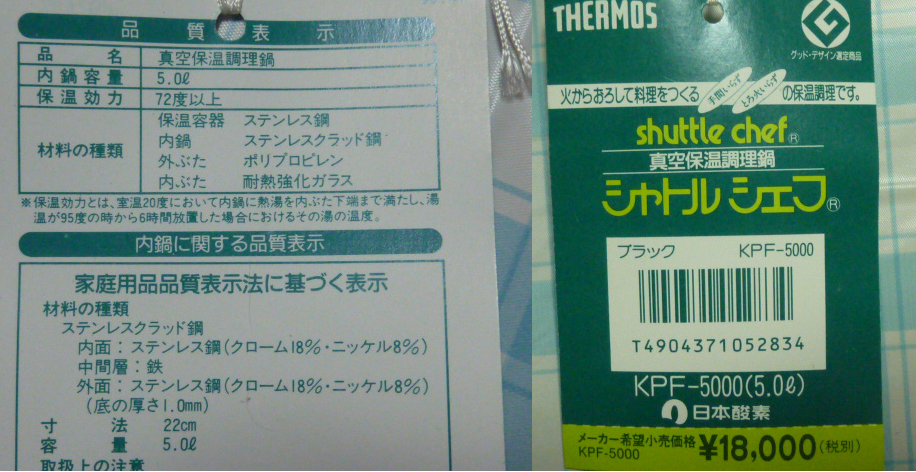 品質表示
品名 真空保温調理鍋
内鍋容量 5.0ℓ
保温効力 72度以上
材料の種類
保温容器 ステンレス鋼
内鍋 ステンレスクラッド鋼
外ぶた ポリプロピレン
内ぶた 耐熱強化ガラス
※保温効力とは、室温20度において内鍋に熱湯を内ぶた下端まで満たし、湯
温が95度の時から6時間放置した場合におけるその湯の温度。
内鍋に関する品質表示
家庭用品品質表示法に基づく表示
材料の種類
ステンレスクラッド鋼
内面：ステンレス鋼(クローム18%・ニッケル8%)
中間層：鉄
外面：ステンレス鋼(クローム18%・ニッケル8%)
(底の厚さ1.0mm)
寸法 22cm
容量 5.0ℓ
取扱上の注意
THERMOS
G
グッド・デザイン選定商品
火からおろして料理をつくる 手間いらず とろ火いらず の保温調理です。
shuttle chef®
真空保温調理鍋
シャトルシェフ®
ブラック KPF-5000
T4904371052834
KPF-5000(5.0ℓ)
日本酸素
メーカー希望小売価格
KPF-5000 ¥18,000(税別)